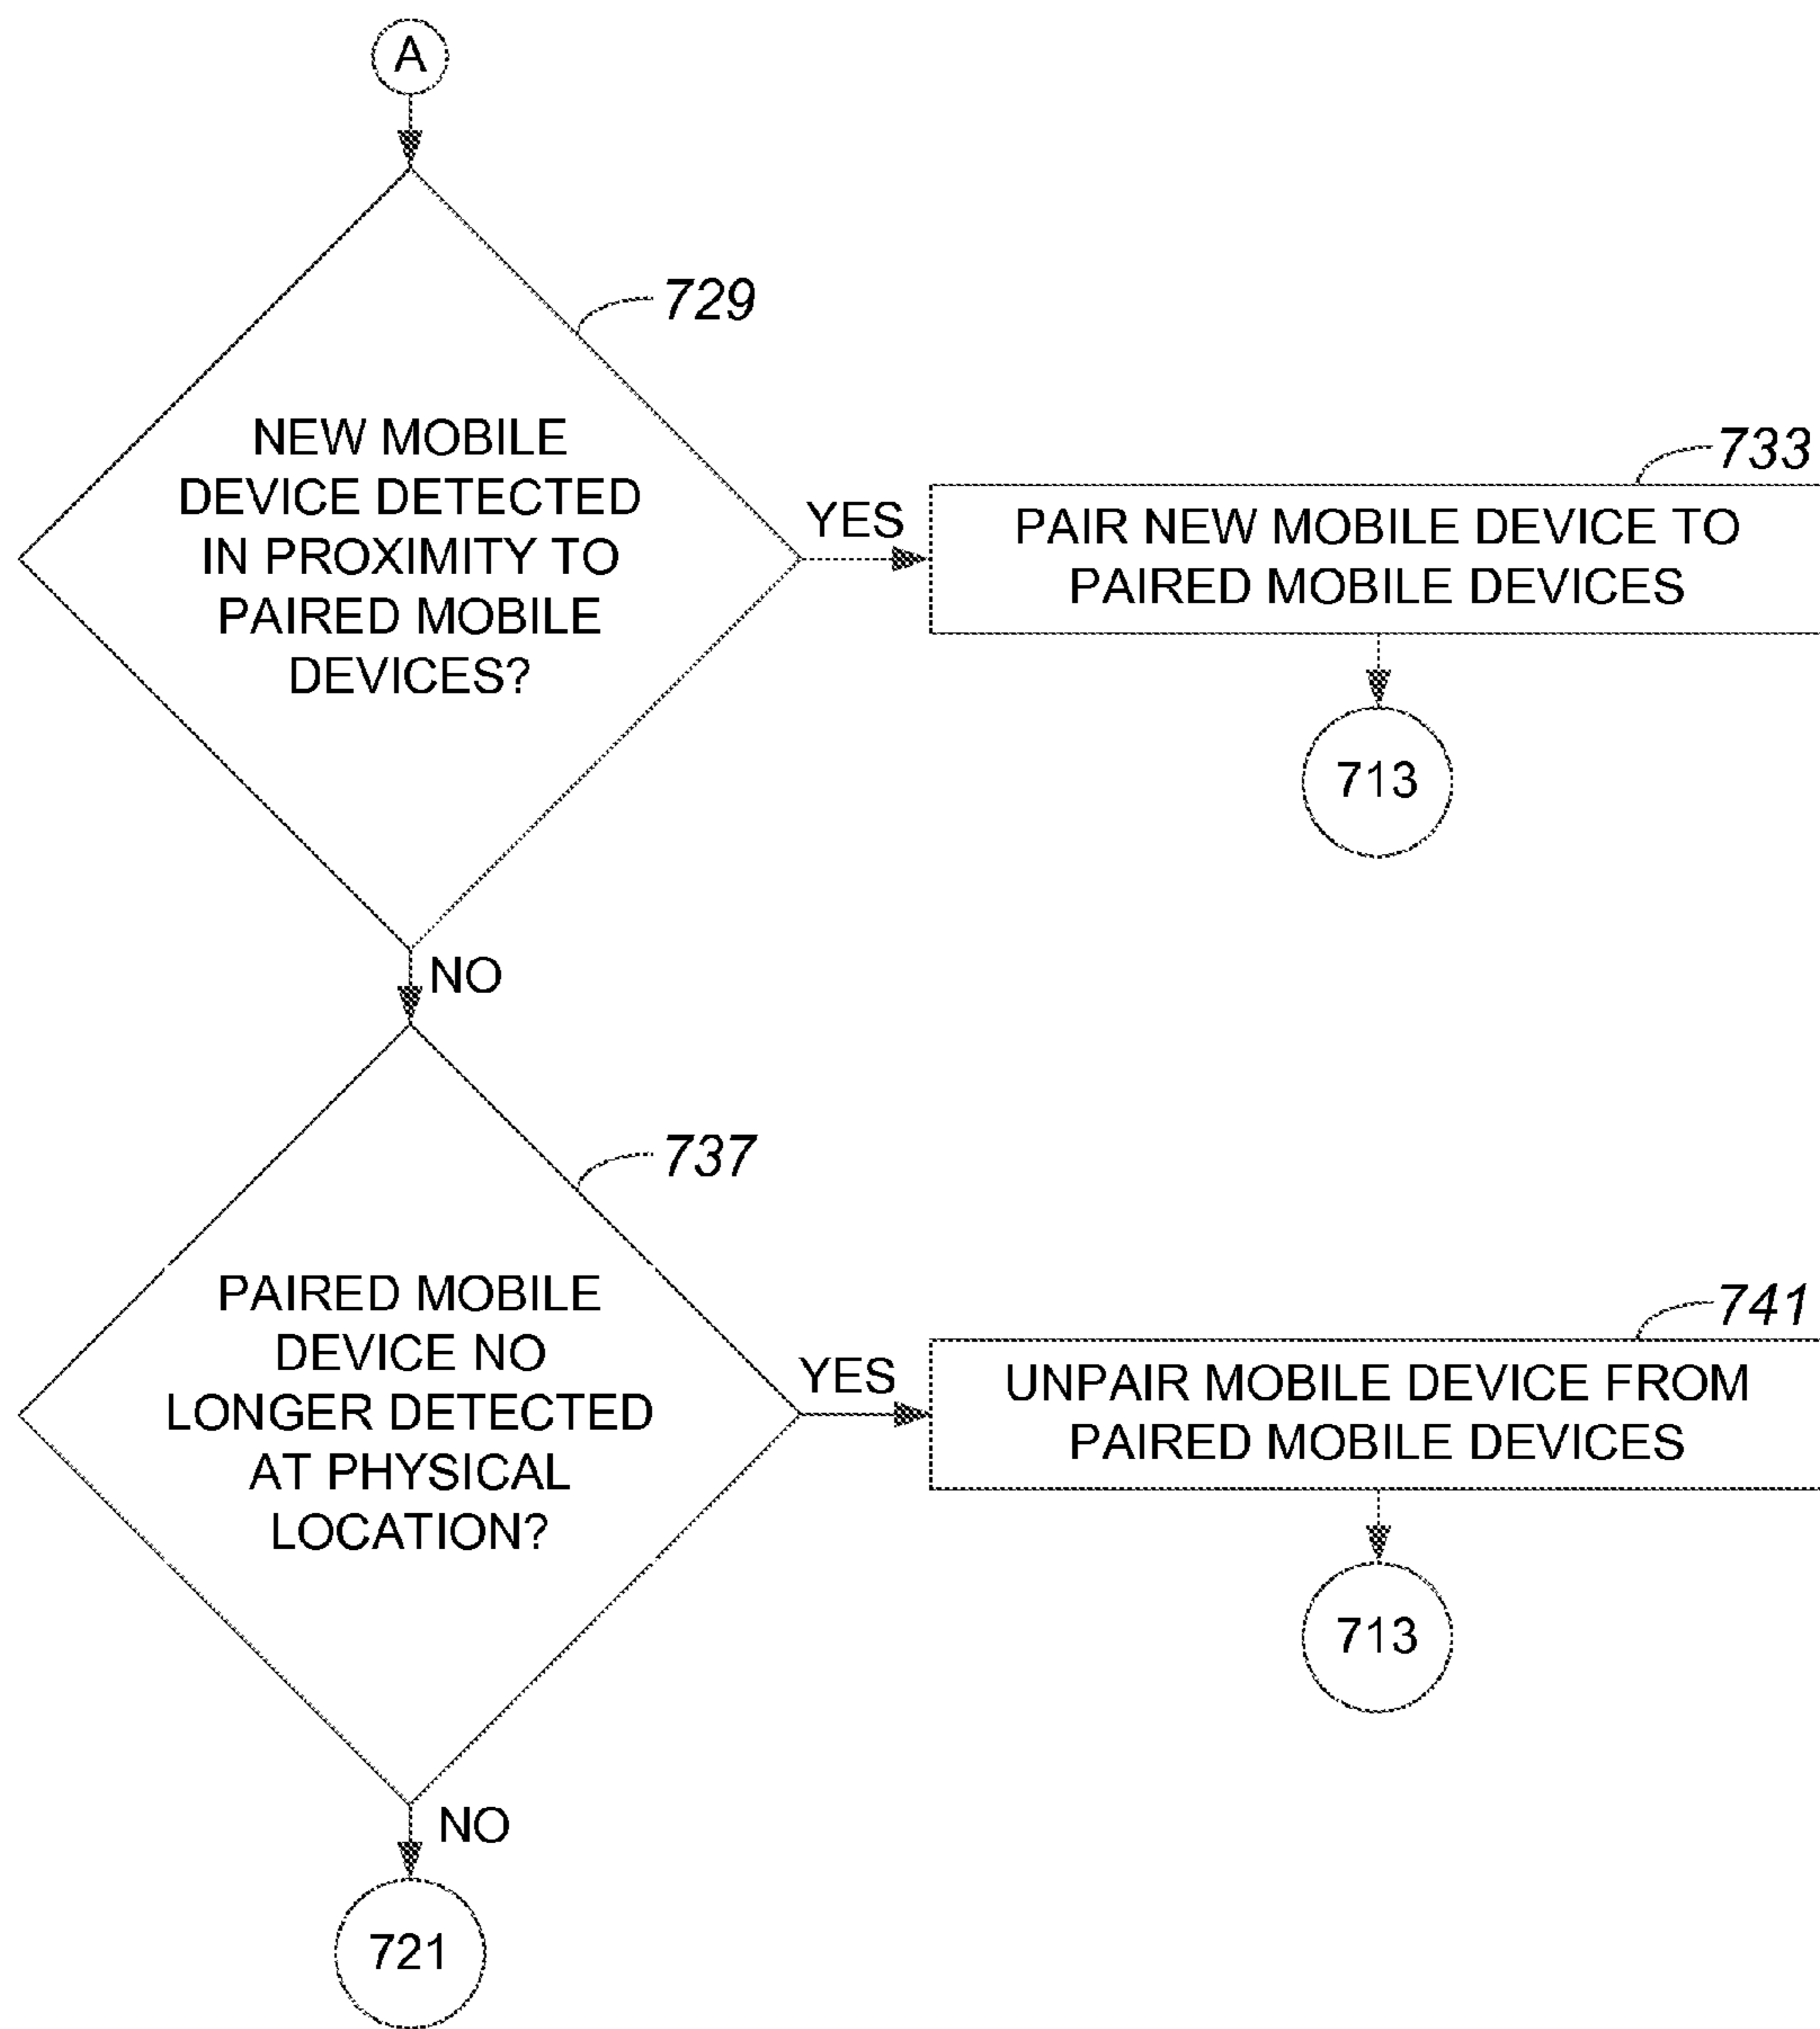 A
729
NEW MOBILE
DEVICE DETECTED
IN PROXIMITY TO
PAIRED MOBILE
DEVICES?
YES
733
PAIR NEW MOBILE DEVICE TO
PAIRED MOBILE DEVICES
713
NO
737
PAIRED MOBILE
DEVICE NO
LONGER DETECTED
AT PHYSICAL
LOCATION?
YES
741
UNPAIR MOBILE DEVICE FROM
PAIRED MOBILE DEVICES
713
NO
721